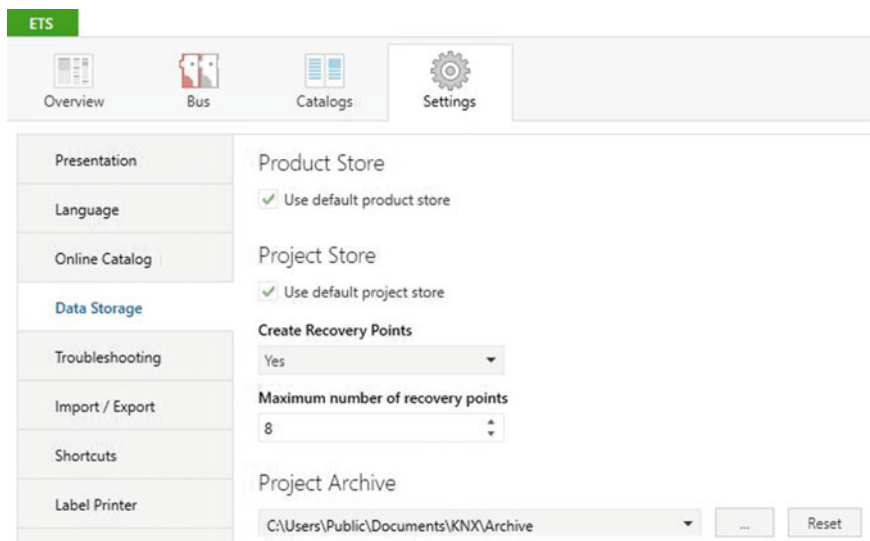 ETS
Overview
Bus
Catalogs
Settings
Presentation
Language
Online Catalog
Data Storage
Troubleshooting
Import / Export
Shortcuts
Label Printer
Product Store
Use default product store
Project Store
Use default project store
Create Recovery Points
Yes
Maximum number of recovery points
8
Project Archive
C:\Users\Public\Documents\KNX\Archive
...
Reset